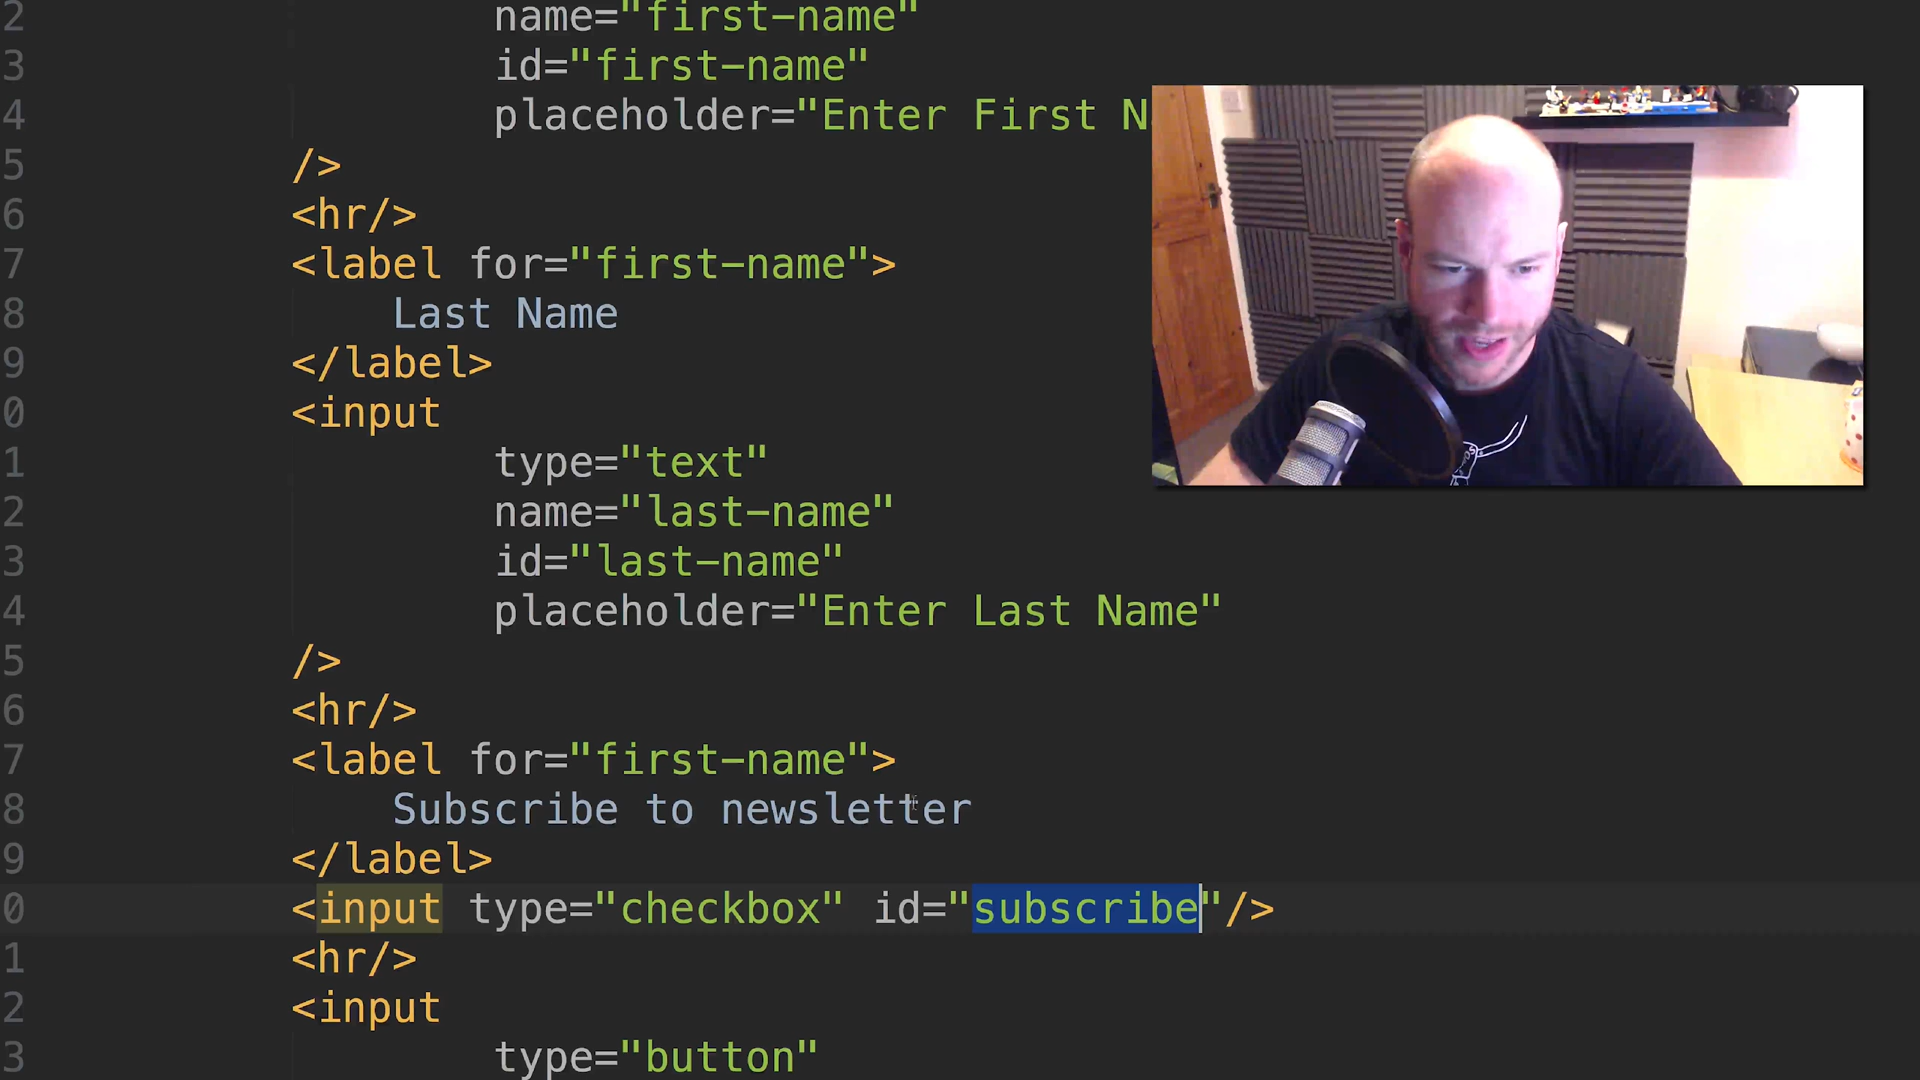 2 name="first-name"
3 id="first-name"
4 placeholder="Enter First N
5 />
6 <hr/>
7 <label for="first-name">
8 Last Name
9 </label>
0 <input
1 type="text"
2 name="last-name"
3 id="last-name"
4 placeholder="Enter Last Name"
5 />
6 <hr/>
7 <label for="first-name">
8 Subscribe to newsletter
9 </label>
0 <input type="checkbox" id="subscribe"/>
1 <hr/>
2 <input
3 type="button"